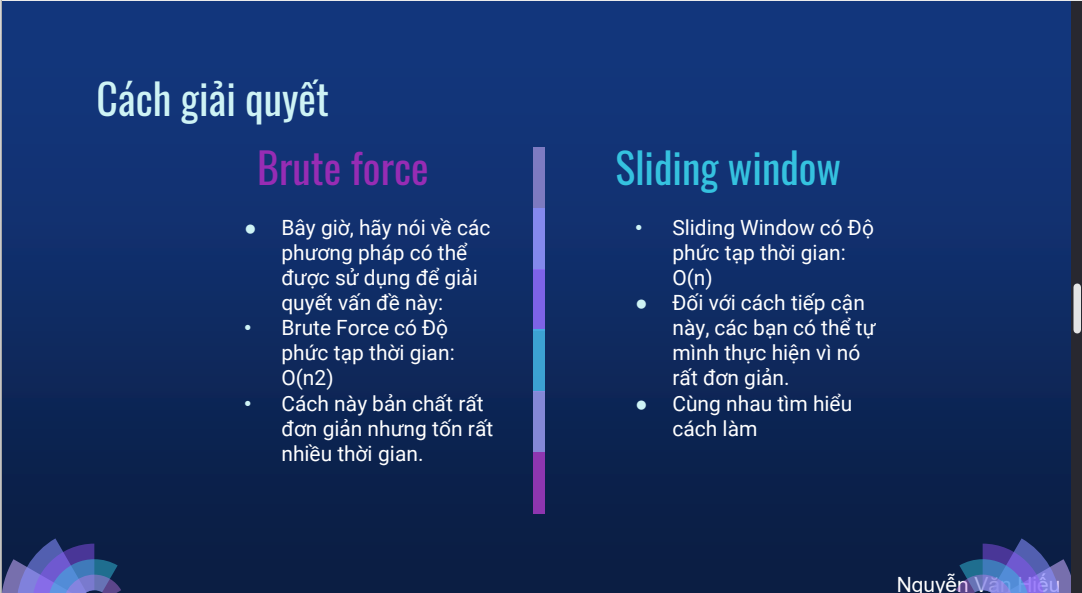 Cách giải quyết
Brute force
● Bây giờ, hãy nói về các
phương pháp có thể
được sử dụng để giải
quyết vấn đề này:
• Brute Force có Độ
phức tạp thời gian:
O(n2)
• Cách này bản chất rất
đơn giản nhưng tốn rất
nhiều thời gian.
Sliding window
• Sliding Window có Độ
phức tạp thời gian:
O(n)
● Đối với cách tiếp cận
này, các bạn có thể tự
mình thực hiện vì nó
rất đơn giản.
● Cùng nhau tìm hiểu
cách làm
Nguyễn Văn Hiếu